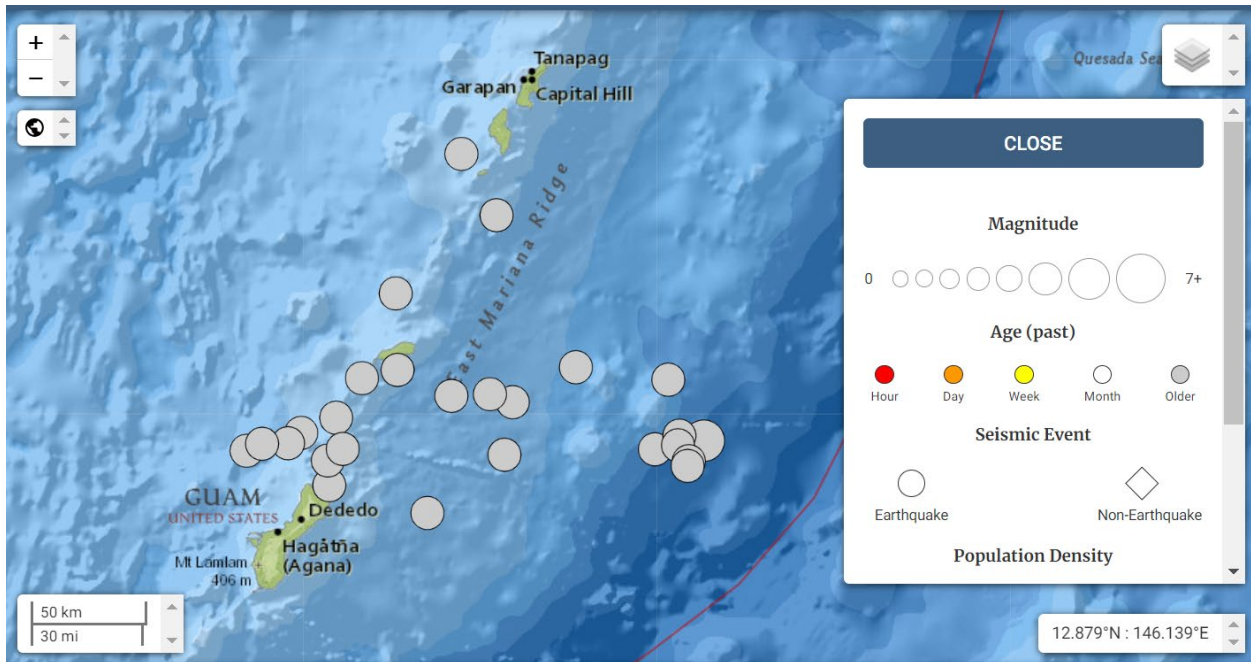 +
−
Tanapag
Garapan
Capital Hill
Quesada Sea
East Mariana Ridge
GUAM
UNITED STATES
Dededo
Hagåtña
(Agana)
Mt Lamlam
406 m
50 km
30 mi
CLOSE
Magnitude
0
7+
Age (past)
Hour
Day
Week
Month
Older
Seismic Event
Earthquake
Non-Earthquake
Population Density
12.879°N : 146.139°E